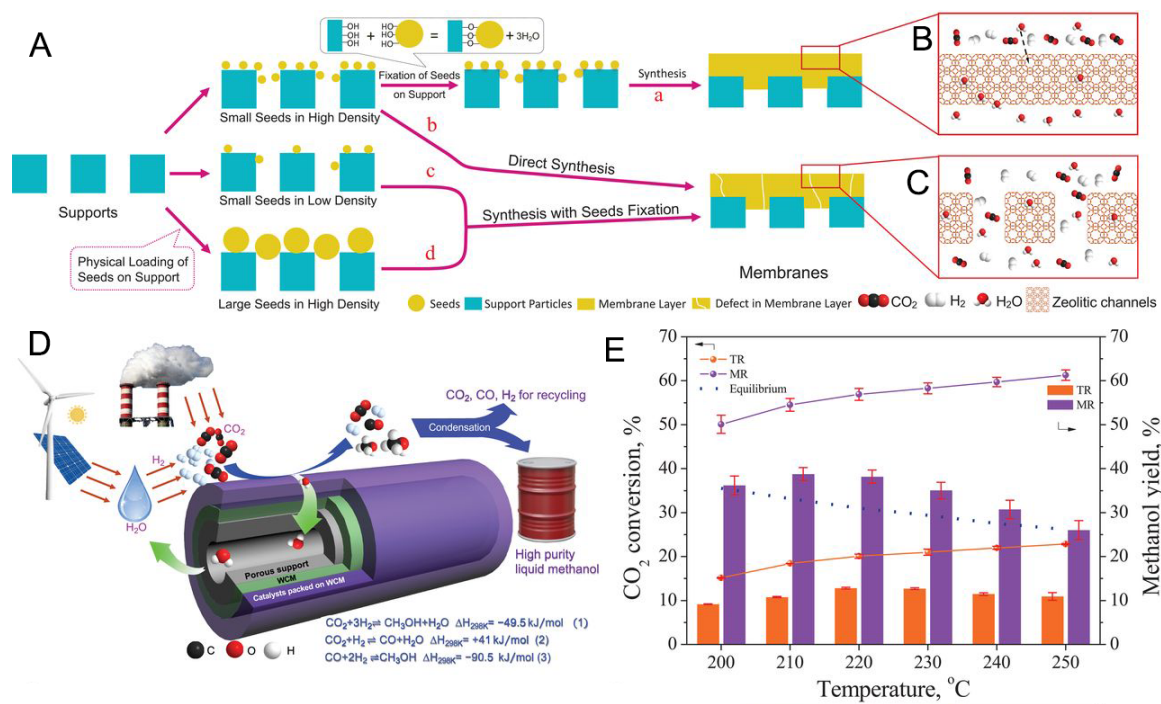 A
OH
OH
OH
+
HO
HO
HO
=
O
O
O
+ 3H2O
Fixation of Seeds
on Support
Synthesis
a
Small Seeds in High Density
b
Direct Synthesis
c
Small Seeds in Low Density
Supports
Synthesis with Seeds Fixation
Physical Loading of
Seeds on Support
d
Large Seeds in High Density
Membranes
Seeds
Support Particles
Membrane Layer
Defect in Membrane Layer
CO2
H2
H2O
Zeolitic channels
B
C
D
CO2
H2
H2O
CO2, CO, H2 for recycling
Condensation
High purity
liquid methanol
Porous support
WCM
Catalysts packed on WCM
CO2+3H2⇌ CH3OH+H2O ΔH298K= −49.5 kJ/mol (1)
CO2+H2⇌ CO+H2O ΔH298K= +41 kJ/mol (2)
CO+2H2 ⇌CH3OH ΔH298K= −90.5 kJ/mol (3)
C
O
H
E
70
60
50
40
30
20
10
0
CO2 conversion, %
TR
MR
Equilibrium
TR
MR
70
60
50
40
30
20
10
0
Methanol yield, %
200 210 220 230 240 250
Temperature, °C